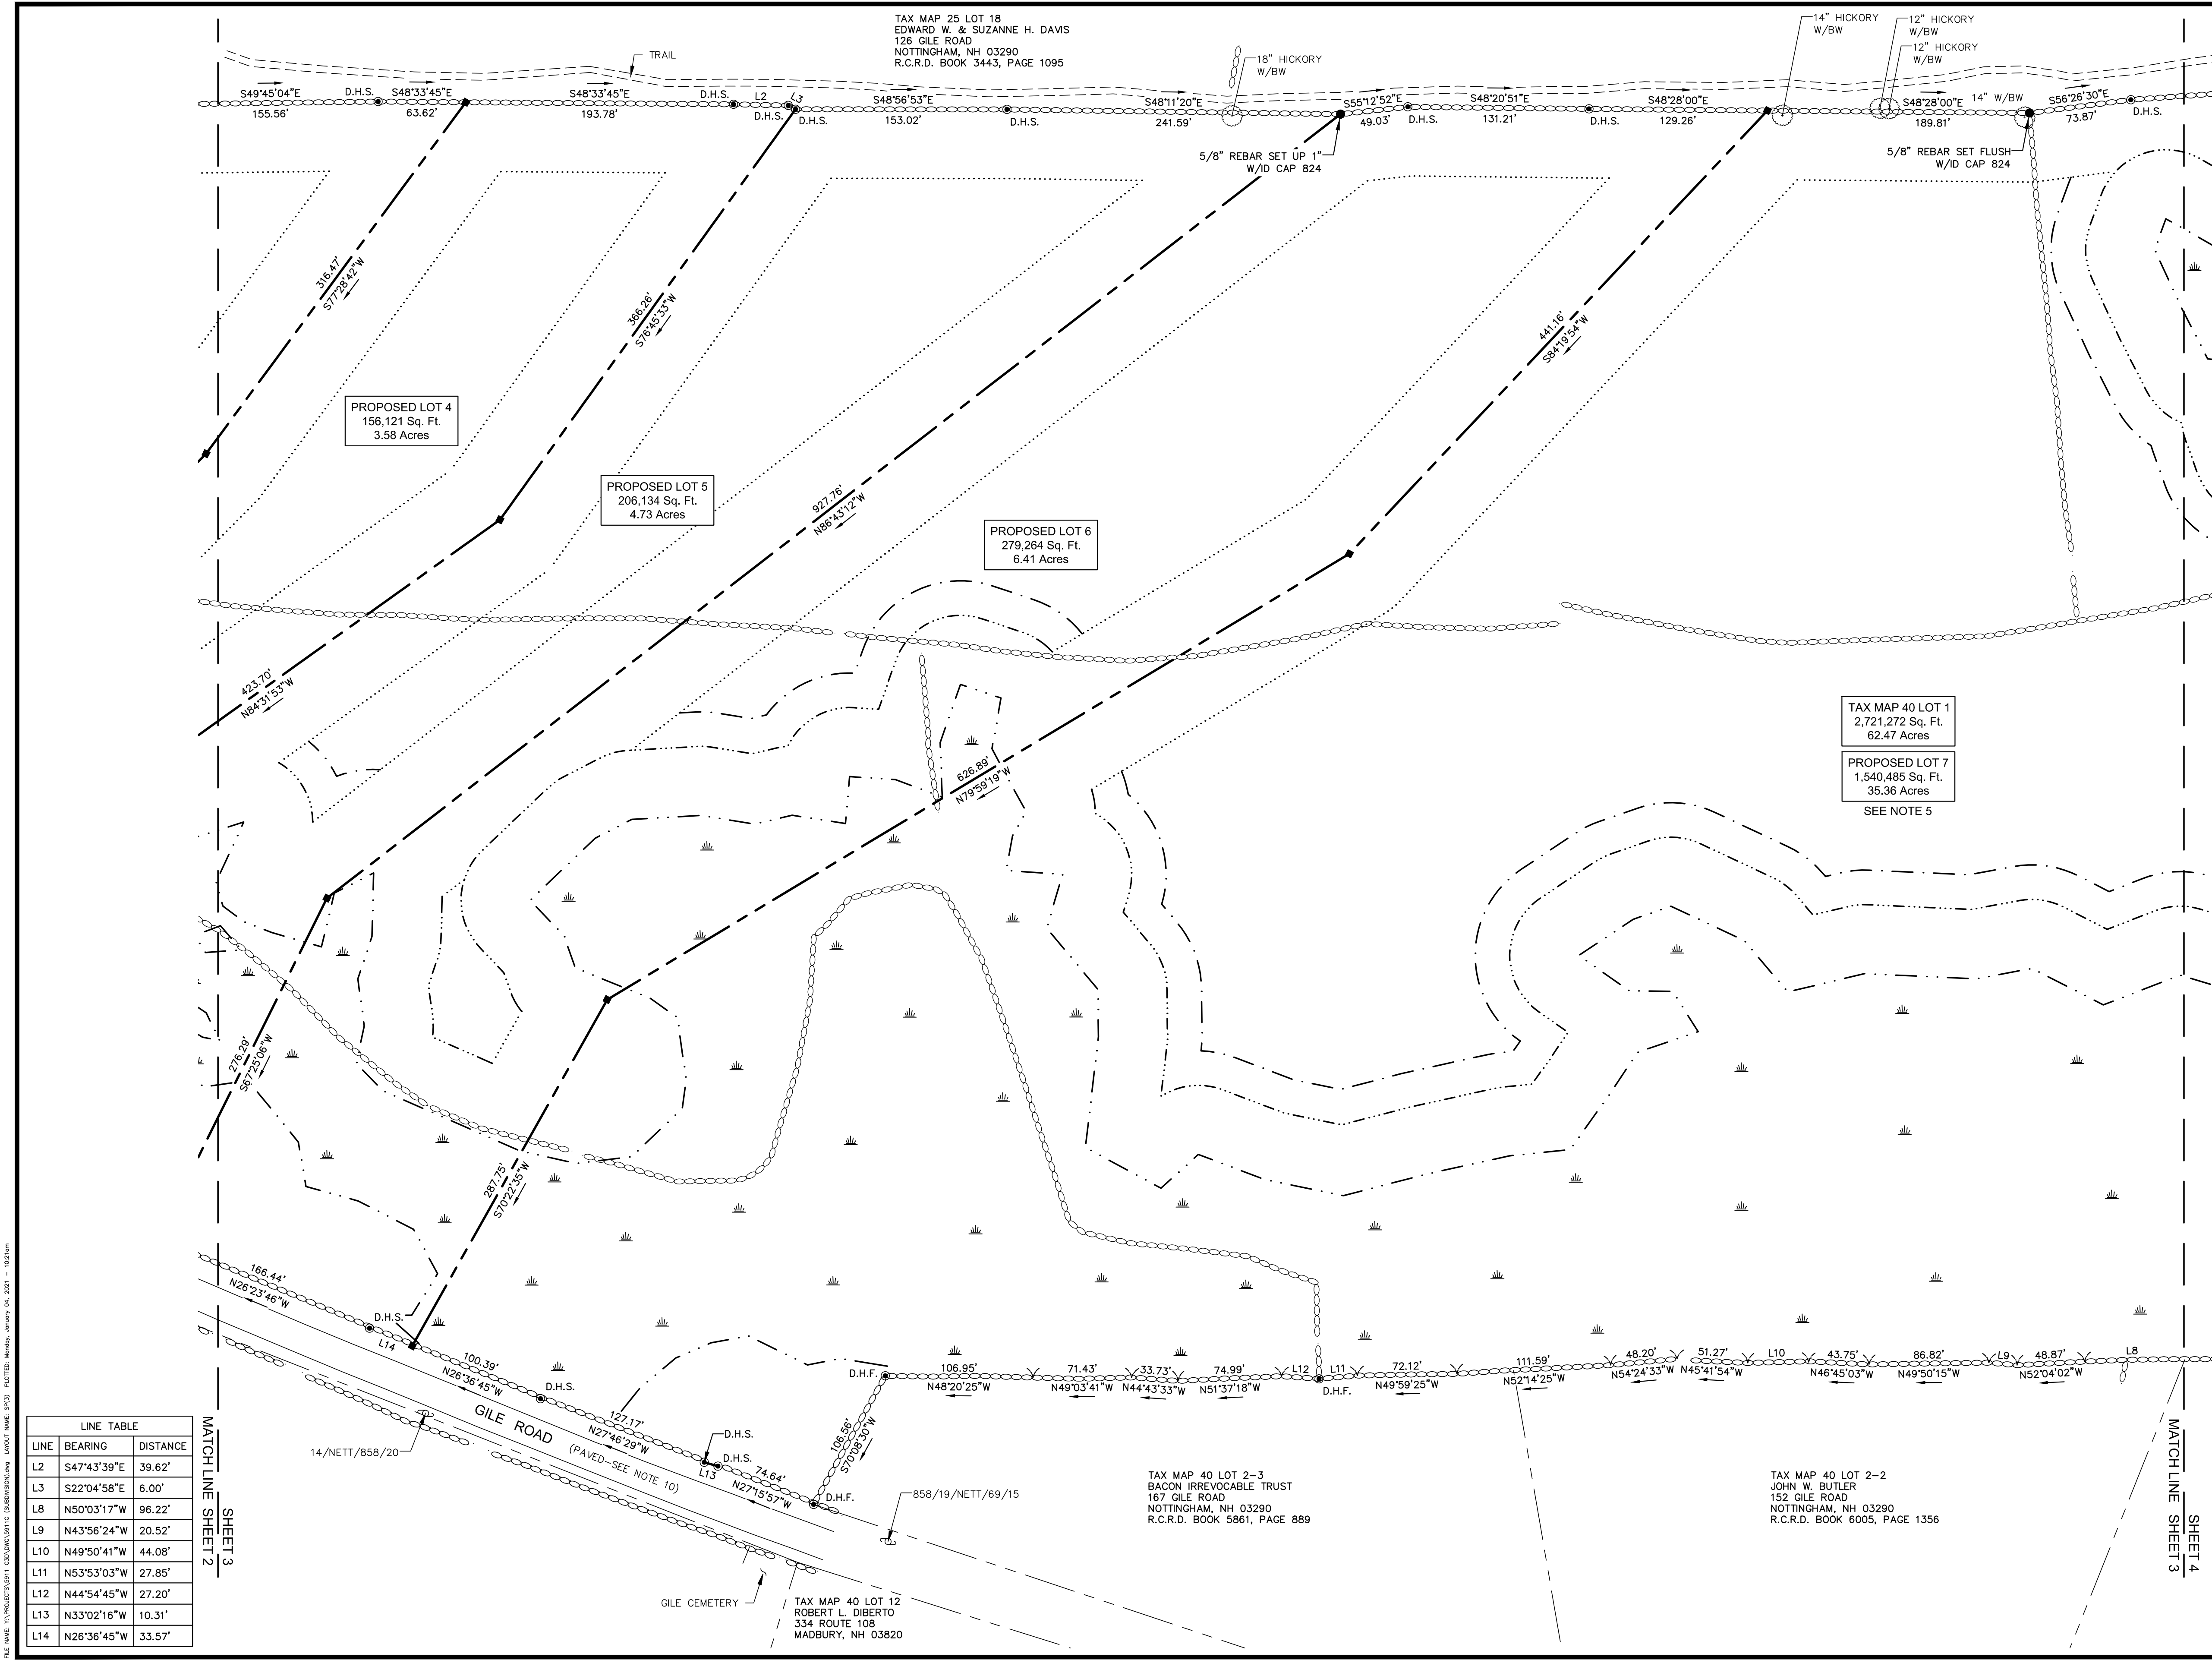 TAX MAP 25 LOT 18
EDWARD W. & SUZANNE H. DAVIS
126 GILE ROAD
NOTTINGHAM, NH 03290
R.C.R.D. BOOK 3443, PAGE 1095
TRAIL
18" HICKORY
W/BW
14" HICKORY
W/BW
12" HICKORY
W/BW
12" HICKORY
W/BW
S49°45'04"E
155.56'
D.H.S.
S48°33'45"E
63.62'
S48°33'45"E
193.78'
D.H.S.
L2
D.H.S.
L3
D.H.S.
S48°56'53"E
153.02'
D.H.S.
S48°11'20"E
241.59'
S55°12'52"E
49.03'
D.H.S.
S48°20'51"E
131.21'
D.H.S.
S48°28'00"E
129.26'
S48°28'00"E
189.81'
14" W/BW
S56°26'30"E
73.87'
D.H.S.
5/8" REBAR SET UP 1"
W/ID CAP 824
5/8" REBAR SET FLUSH
W/ID CAP 824
316.47'
S77°28'42"W
366.26'
S76°45'33"W
927.76'
N86°43'12"W
441.16'
S84°19'54"W
PROPOSED LOT 4
156,121 Sq. Ft.
3.58 Acres
PROPOSED LOT 5
206,134 Sq. Ft.
4.73 Acres
PROPOSED LOT 6
279,264 Sq. Ft.
6.41 Acres
423.70'
N84°31'53"W
626.89'
N79°59'19"W
TAX MAP 40 LOT 1
2,721,272 Sq. Ft.
62.47 Acres
PROPOSED LOT 7
1,540,485 Sq. Ft.
35.36 Acres
SEE NOTE 5
276.29'
S67°25'06"W
287.75'
S70°22'35"W
166.44'
N26°23'46"W
D.H.S.
L14
100.39'
N26°36'45"W
D.H.S.
127.17'
N27°46'29"W
D.H.S.
D.H.S.
L13
74.64'
N27°15'57"W
D.H.F.
106.56'
S70°08'30"W
D.H.F.
106.95'
N48°20'25"W
71.43'
N49°03'41"W
33.73'
N44°43'33"W
74.99'
N51°37'18"W
L12
L11
D.H.F.
72.12'
N49°59'25"W
111.59'
N52°14'25"W
48.20'
N54°24'33"W
51.27'
N45°41'54"W
L10
43.75'
N46°45'03"W
86.82'
N49°50'15"W
L9
48.87'
N52°04'02"W
L8
GILE ROAD
(PAVED-SEE NOTE 10)
14/NETT/858/20
858/19/NETT/69/15
GILE CEMETERY
TAX MAP 40 LOT 12
ROBERT L. DIBERTO
334 ROUTE 108
MADBURY, NH 03820
TAX MAP 40 LOT 2-3
BACON IRREVOCABLE TRUST
167 GILE ROAD
NOTTINGHAM, NH 03290
R.C.R.D. BOOK 5861, PAGE 889
TAX MAP 40 LOT 2-2
JOHN W. BUTLER
152 GILE ROAD
NOTTINGHAM, NH 03290
R.C.R.D. BOOK 6005, PAGE 1356
SHEET 3
MATCH LINE SHEET 2
SHEET 4
MATCH LINE SHEET 3
LINE TABLE
LINE BEARING DISTANCE
L2 S47°43'39"E 39.62'
L3 S22°04'58"E 6.00'
L8 N50°03'17"W 96.22'
L9 N43°56'24"W 20.52'
L10 N49°50'41"W 44.08'
L11 N53°53'03"W 27.85'
L12 N44°54'45"W 27.20'
L13 N33°02'16"W 10.31'
L14 N26°36'45"W 33.57'
FILE NAME: Y:\PROJECTS\5911 C3D\DWG\5911C (SUBDIVISION).dwg LAYOUT NAME: SP(S3) PLOTTED: Monday, January 04, 2021 - 10:21am